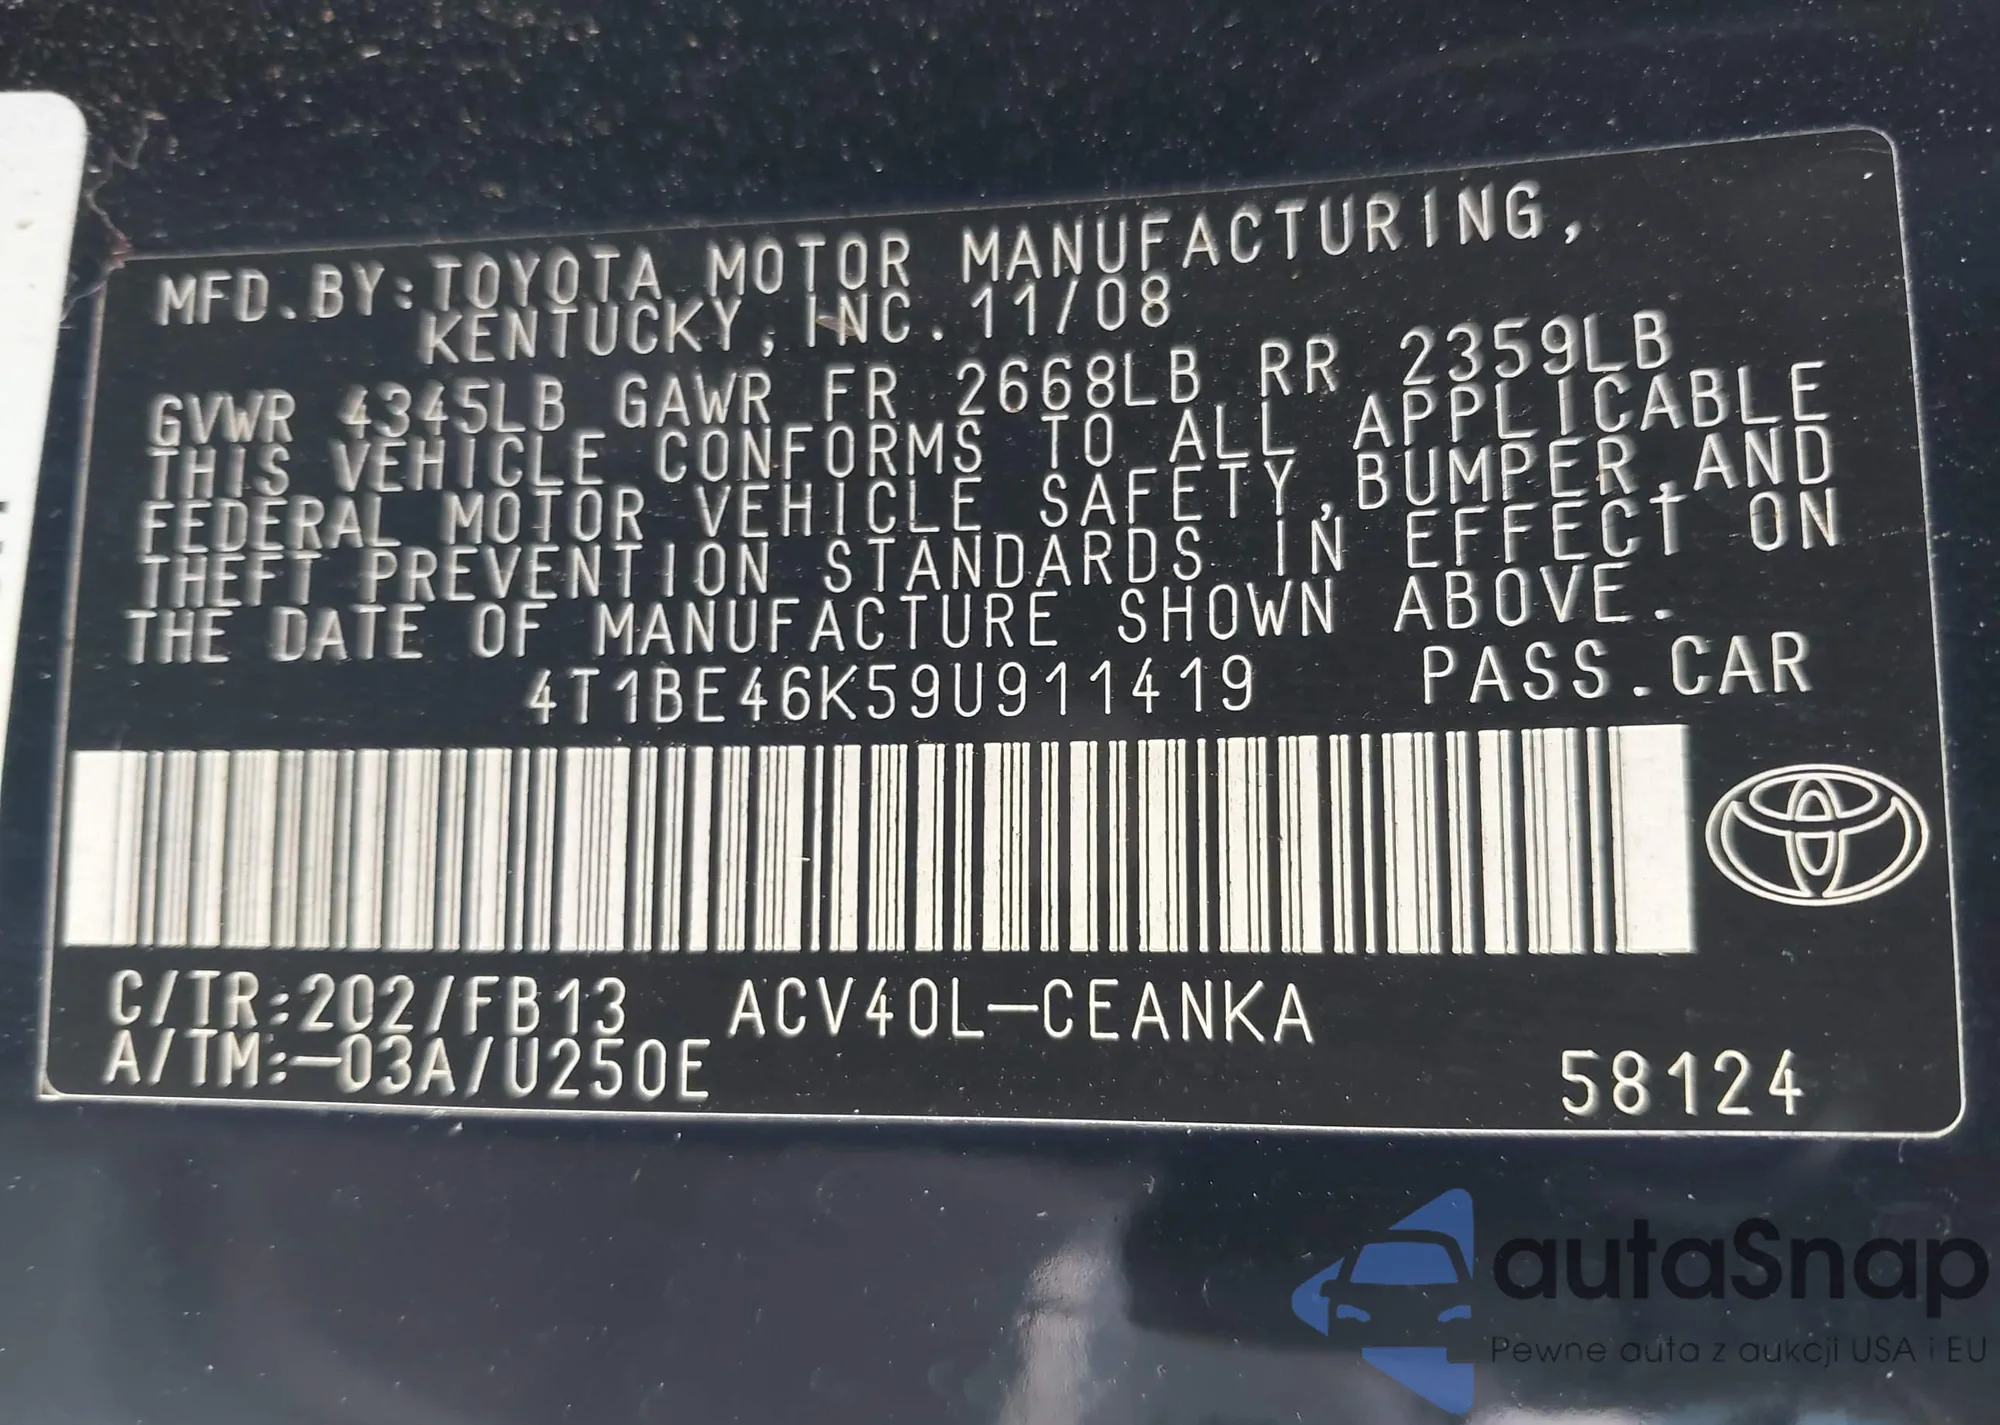 MFD.BY:TOYOTA MOTOR MANUFACTURING,
KENTUCKY, INC. 11/08
GVWR 4345LB GAWR FR 2668LB RR 2359LB
THIS VEHICLE CONFORMS TO ALL APPLICABLE
FEDERAL MOTOR VEHICLE SAFETY,BUMPER,AND
THEFT PREVENTION STANDARDS IN EFFECT ON
THE DATE OF MANUFACTURE SHOWN ABOVE.
4T1BE46K59U911419 PASS.CAR
C/TR:202/FB13 ACV40L-CEANKA
A/TM:-03A/U250E
58124
autaSnap
Pewne auta z aukcji USA i EU